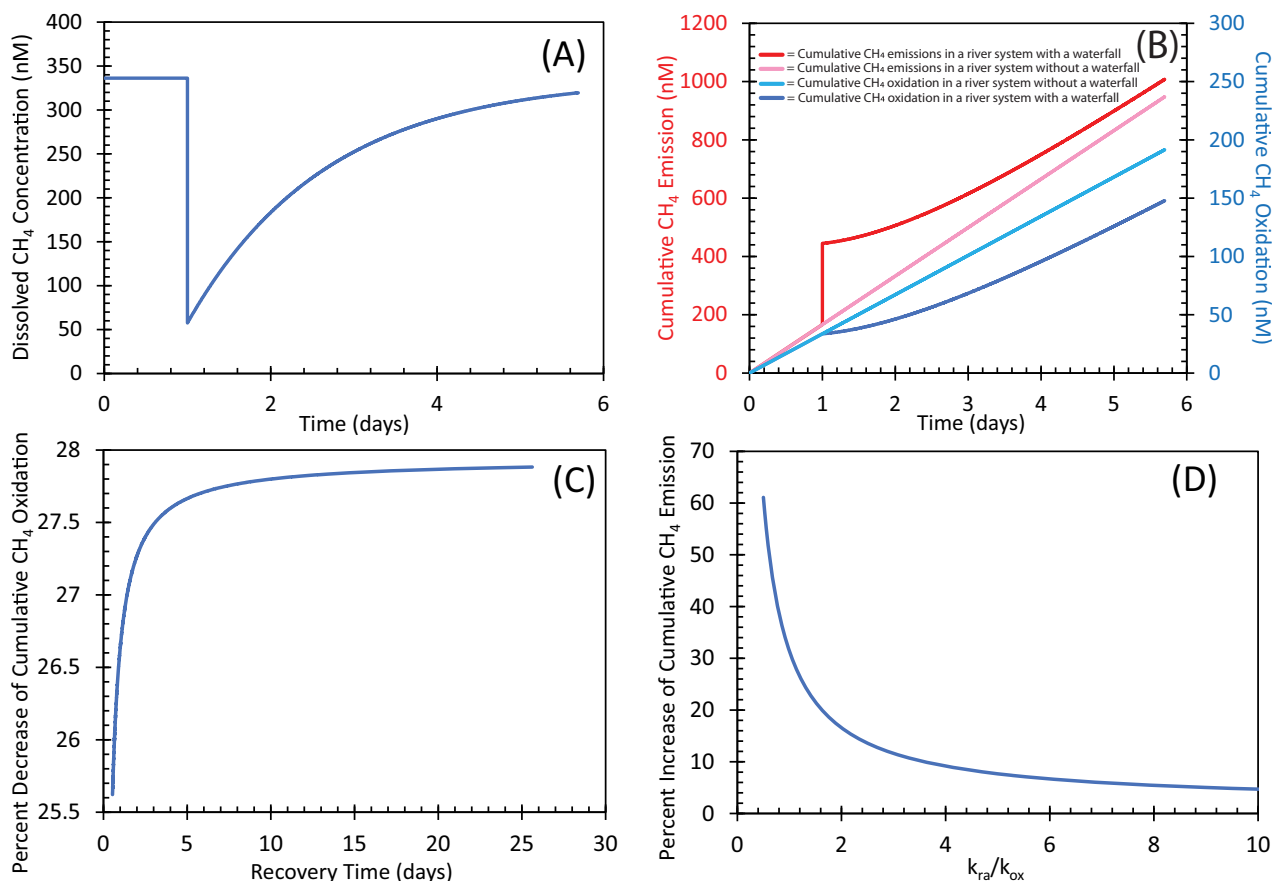 (A)
Dissolved CH₄ Concentration (nM)
400
350
300
250
200
150
100
50
0
0 2 4 6
Time (days)
(B)
= Cumulative CH₄ emissions in a river system with a waterfall
= Cumulative CH₄ emissions in a river system without a waterfall
= Cumulative CH₄ oxidation in a river system without a waterfall
= Cumulative CH₄ oxidation in a river system with a waterfall
Cumulative CH₄ Emission (nM)
1200
1000
800
600
400
200
0
0 1 2 3 4 5 6
Time (days)
300
250
200
150
100
50
0
Cumulative CH₄ Oxidation (nM)
(C)
Percent Decrease of Cumulative CH₄ Oxidation
28
27.5
27
26.5
26
25.5
0 5 10 15 20 25 30
Recovery Time (days)
(D)
Percent Increase of Cumulative CH₄ Emission
70
60
50
40
30
20
10
0
0 2 4 6 8 10
kra/kox